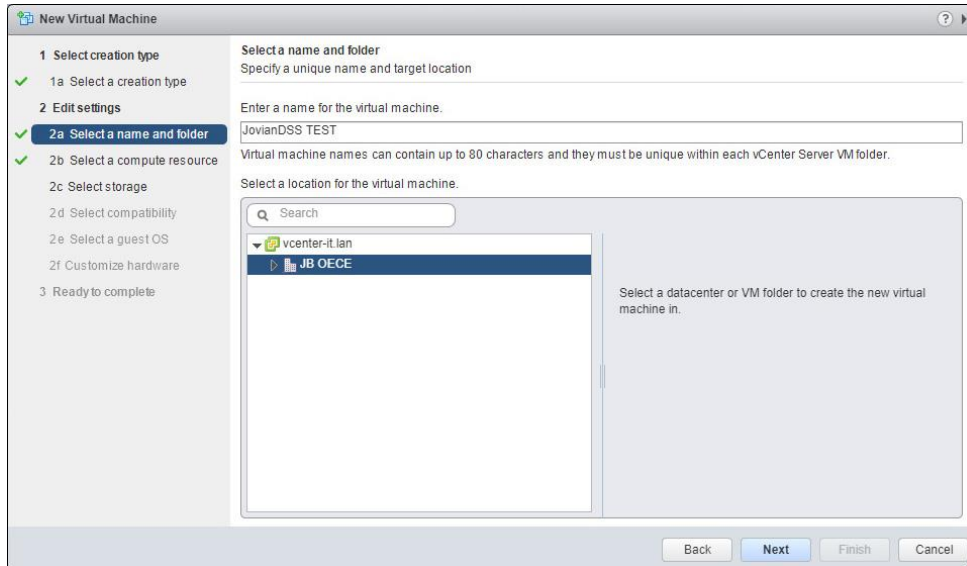 New Virtual Machine
?
1 Select creation type
1a Select a creation type
2 Edit settings
2a Select a name and folder
2b Select a compute resource
2c Select storage
2d Select compatibility
2e Select a guest OS
2f Customize hardware
3 Ready to complete
Select a name and folder
Specify a unique name and target location
Enter a name for the virtual machine.
JovianDSS TEST
Virtual machine names can contain up to 80 characters and they must be unique within each vCenter Server VM folder.
Select a location for the virtual machine.
Search
vcenter-it.lan
JB OECE
Select a datacenter or VM folder to create the new virtual
machine in.
Back
Next
Finish
Cancel